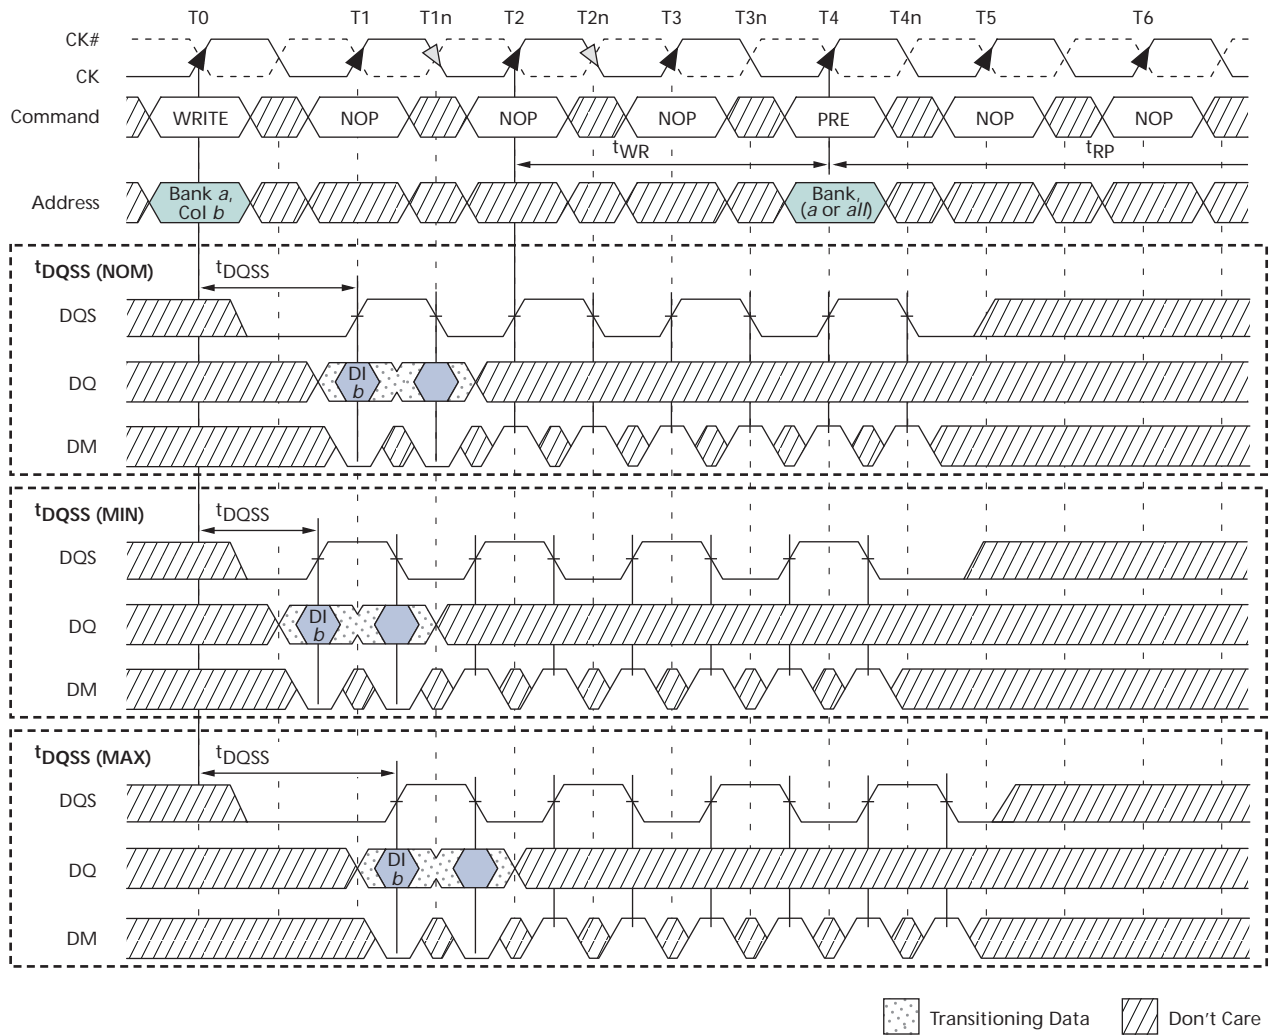 T0 T1 T1n T2 T2n T3 T3n T4 T4n T5 T6
CK#
CK
Command WRITE NOP NOP NOP PRE NOP NOP
tWR tRP
Address Bank a, Col b Bank, (a or all)
tDQSS (NOM) tDQSS
DQS
DQ DI b
DM
tDQSS (MIN) tDQSS
DQS
DQ DI b
DM
tDQSS (MAX) tDQSS
DQS
DQ DI b
DM
Transitioning Data Don't Care